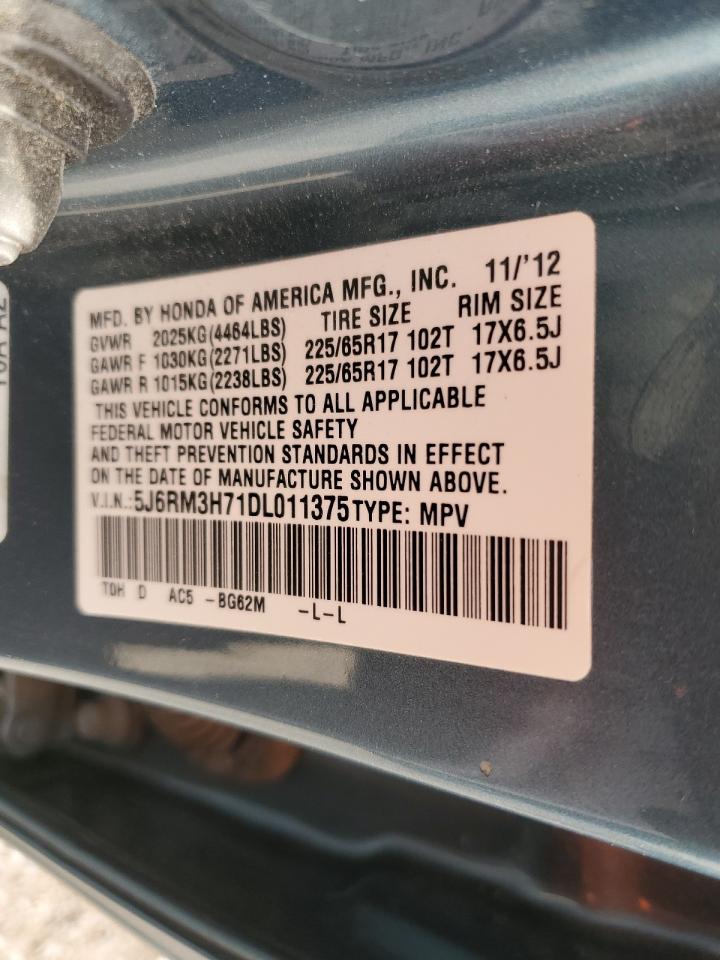 MFD. BY HONDA OF AMERICA MFG., INC. 11/'12
GVWR 2025KG(4464LBS) TIRE SIZE RIM SIZE
GAWR F 1030KG(2271LBS) 225/65R17 102T 17X6.5J
GAWR R 1015KG(2238LBS) 225/65R17 102T 17X6.5J
THIS VEHICLE CONFORMS TO ALL APPLICABLE
FEDERAL MOTOR VEHICLE SAFETY
AND THEFT PREVENTION STANDARDS IN EFFECT
ON THE DATE OF MANUFACTURE SHOWN ABOVE.
V.I.N.:5J6RM3H71DL011375TYPE: MPV
TDH D AC5 -BG62M -L-L